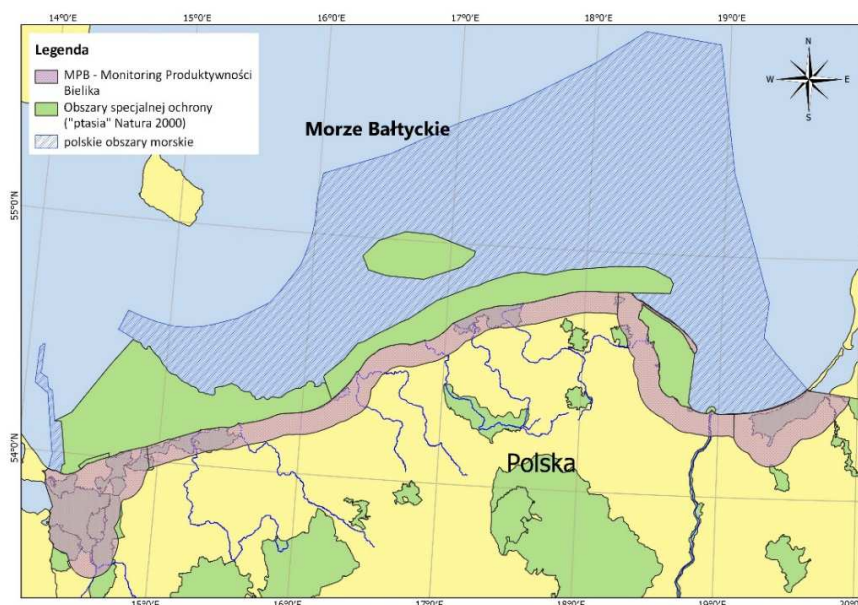 14°0'E 15°0'E 16°0'E 17°0'E 18°0'E 19°0'E
Legenda
MPB - Monitoring Produktywności
Bielika
Obszary specjalnej ochrony
("ptasia" Natura 2000)
polskie obszary morskie
N
W E
S
Morze Bałtyckie
55°0'N
54°0'N
Polska
15°0'E 16°0'E 17°0'E 18°0'E 19°0'E 20°0'E